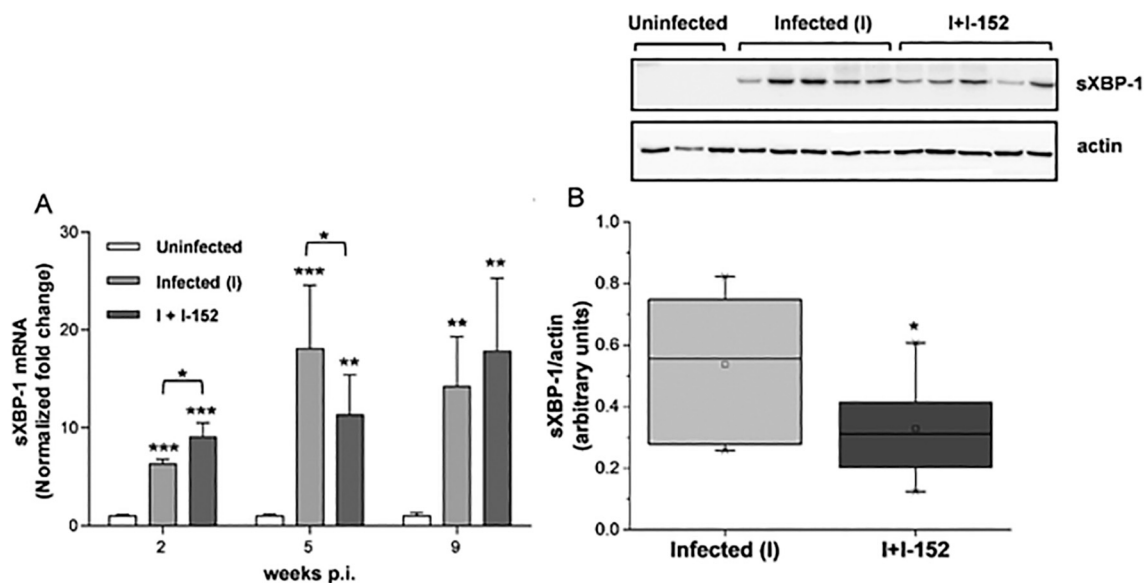 Uninfected Infected (I) I+I-152
sXBP-1
actin
A
30
20
10
0
sXBP-1 mRNA
(Normalized fold change)
Uninfected
Infected (I)
I + I-152
*
***
***
*
***
**
**
**
2 5 9
weeks p.i.
B
1.0
0.8
0.6
0.4
0.2
0.0
sXBP-1/actin
(arbitrary units)
*
Infected (I) I+I-152